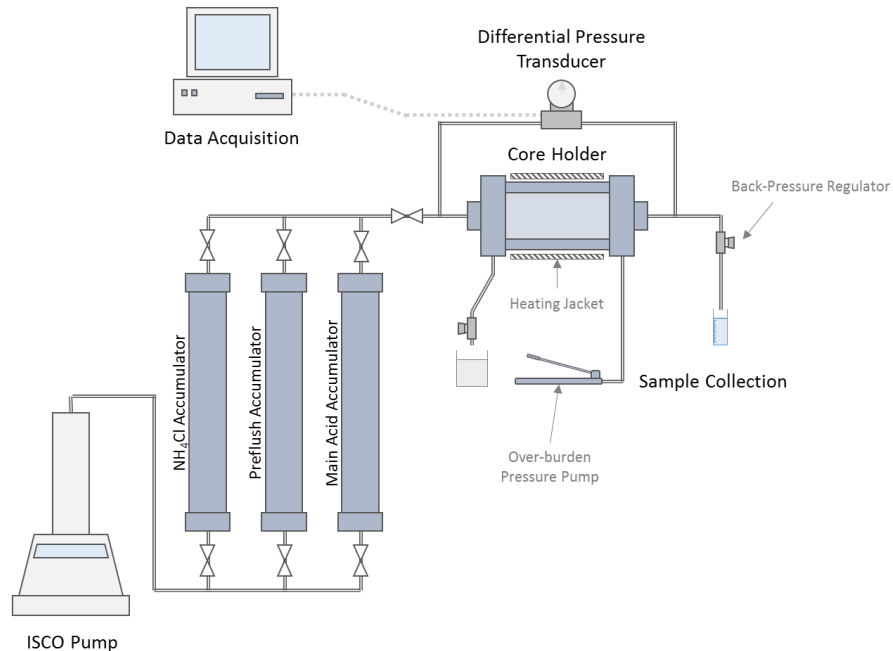 Differential Pressure
Transducer
Data Acquisition
Core Holder
Back-Pressure Regulator
Heating Jacket
NH₄Cl Accumulator
Preflush Accumulator
Main Acid Accumulator
Sample Collection
Over-burden
Pressure Pump
ISCO Pump